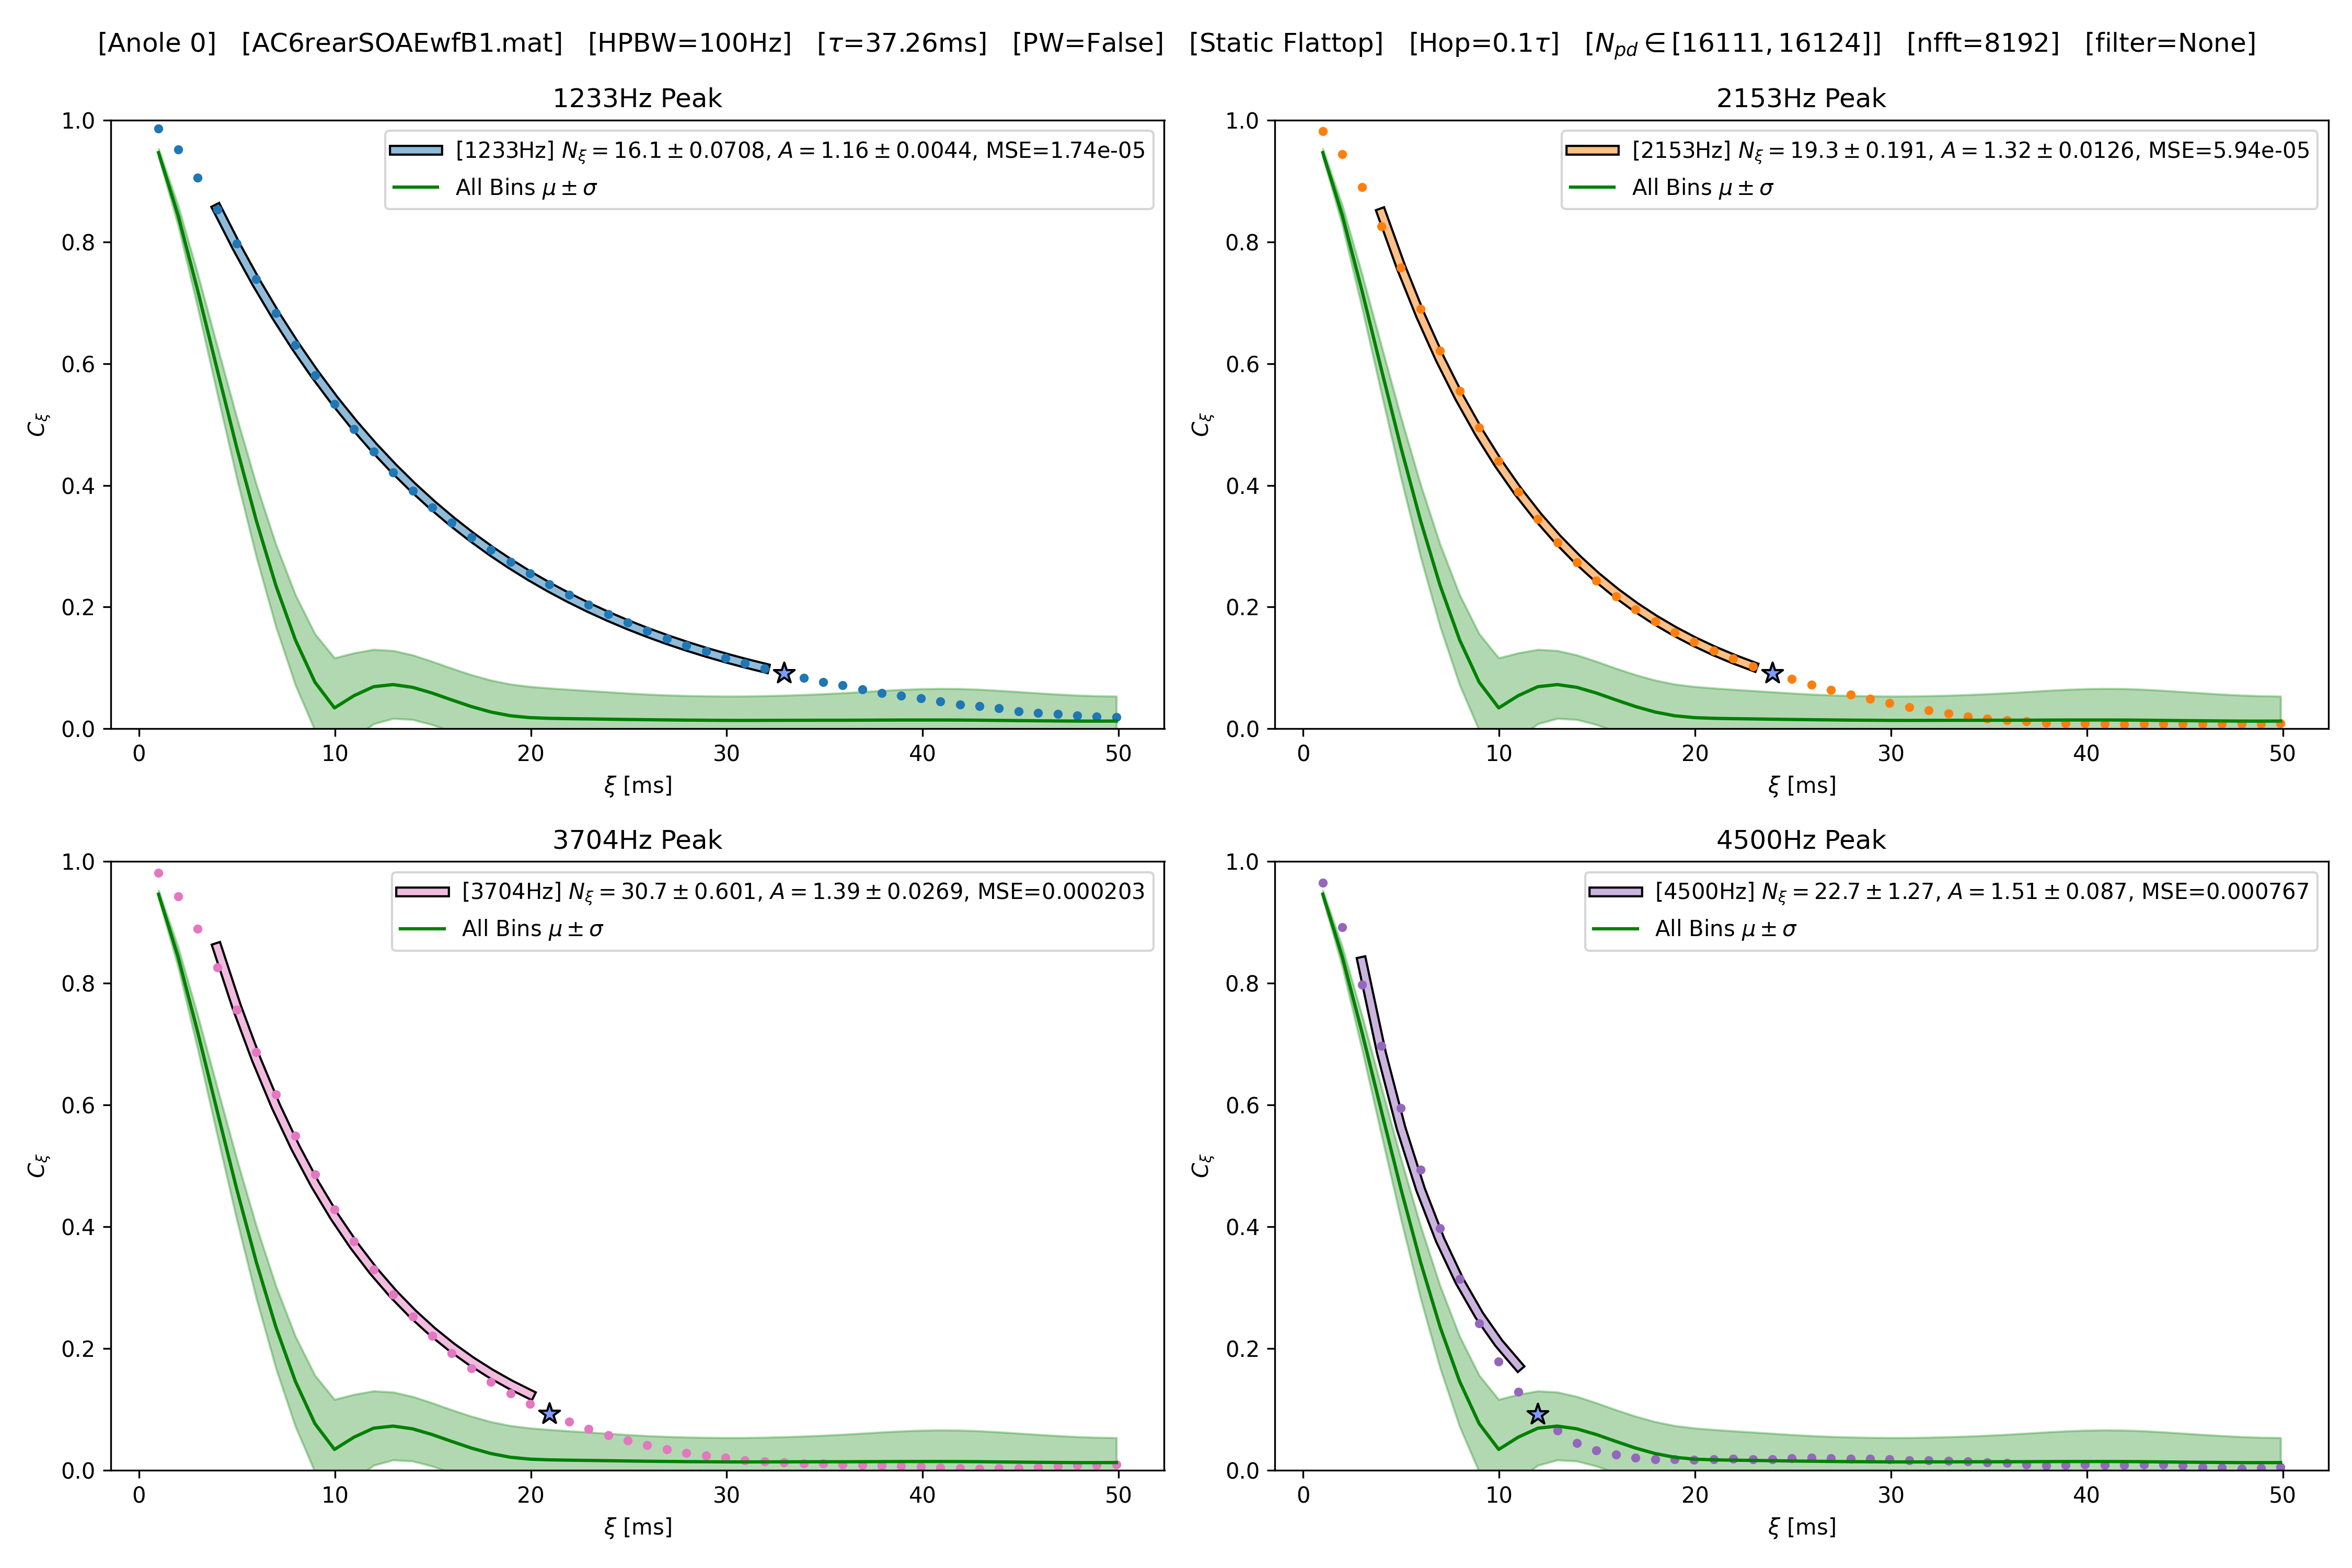 [Anole 0] [AC6rearSOAEwfB1.mat] [HPBW=100Hz] [τ=37.26ms] [PW=False] [Static Flattop] [Hop=0.1τ] [N_pd ∈ [16111, 16124]] [nfft=8192] [filter=None]
1233Hz Peak
[1233Hz] N_ξ = 16.1 ± 0.0708, A = 1.16 ± 0.0044, MSE=1.74e-05
All Bins μ ± σ
1.0
0.8
0.6
0.4
0.2
0.0
C_ξ
0 10 20 30 40 50
ξ [ms]
2153Hz Peak
[2153Hz] N_ξ = 19.3 ± 0.191, A = 1.32 ± 0.0126, MSE=5.94e-05
All Bins μ ± σ
1.0
0.8
0.6
0.4
0.2
0.0
C_ξ
0 10 20 30 40 50
ξ [ms]
3704Hz Peak
[3704Hz] N_ξ = 30.7 ± 0.601, A = 1.39 ± 0.0269, MSE=0.000203
All Bins μ ± σ
1.0
0.8
0.6
0.4
0.2
0.0
C_ξ
0 10 20 30 40 50
ξ [ms]
4500Hz Peak
[4500Hz] N_ξ = 22.7 ± 1.27, A = 1.51 ± 0.087, MSE=0.000767
All Bins μ ± σ
1.0
0.8
0.6
0.4
0.2
0.0
C_ξ
0 10 20 30 40 50
ξ [ms]